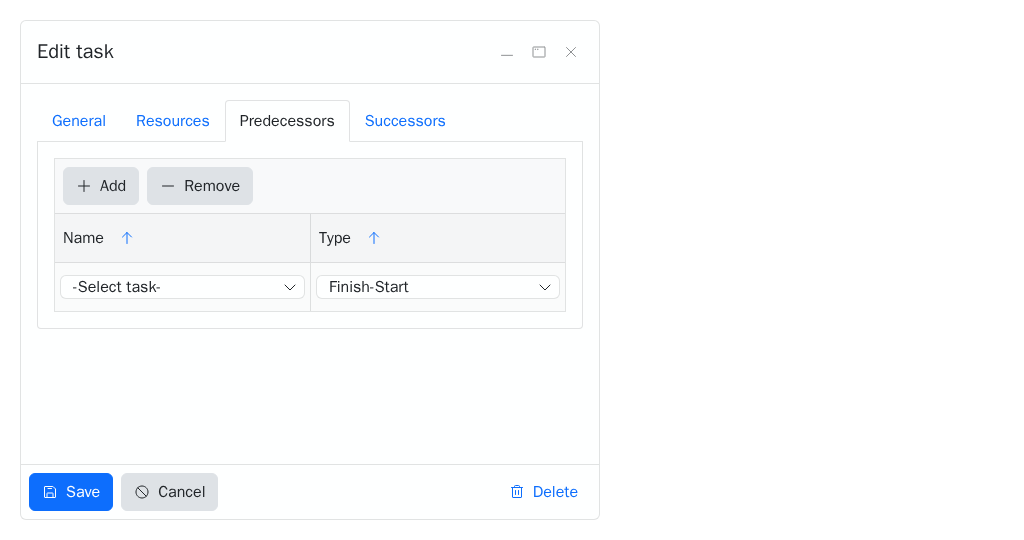 Edit task
General Resources Predecessors Successors
Add Remove
Name Type
-Select task- Finish-Start
Save Cancel Delete